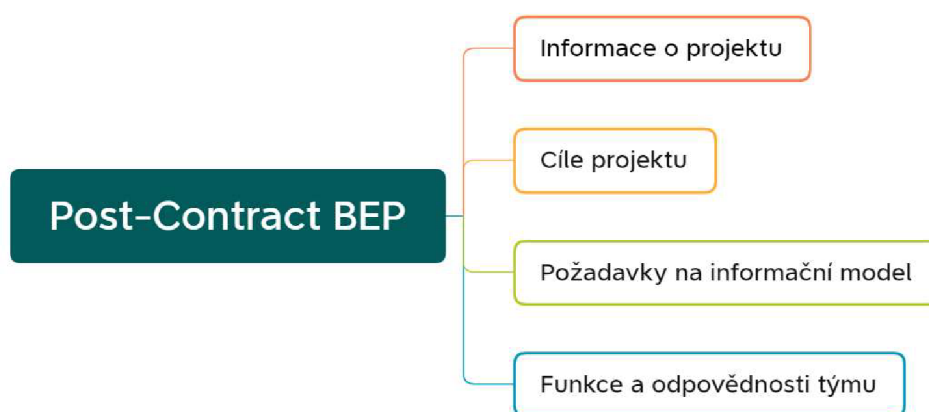 Post-Contract BEP
Informace o projektu
Cíle projektu
Požadavky na informační model
Funkce a odpovědnosti týmu